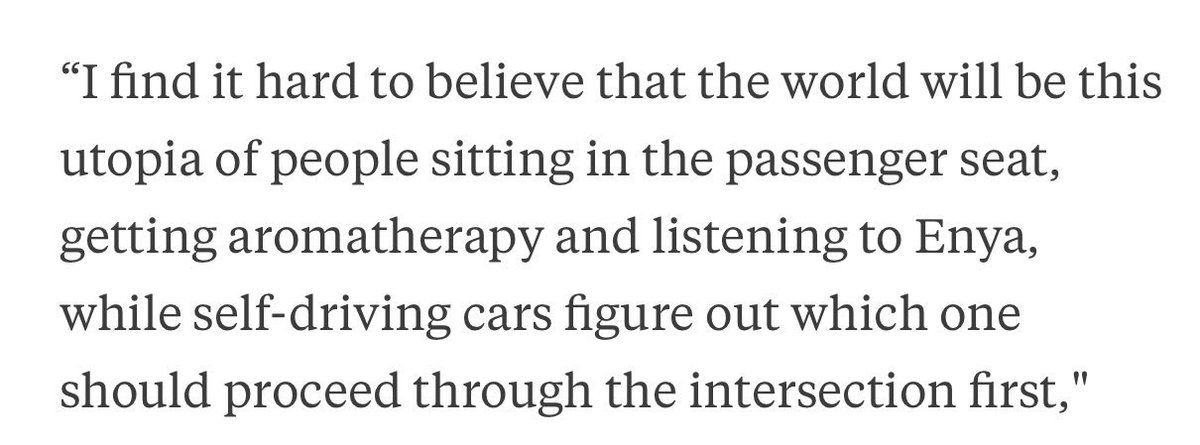 “I find it hard to believe that the world will be this
utopia of people sitting in the passenger seat,
getting aromatherapy and listening to Enya,
while self-driving cars figure out which one
should proceed through the intersection first,"